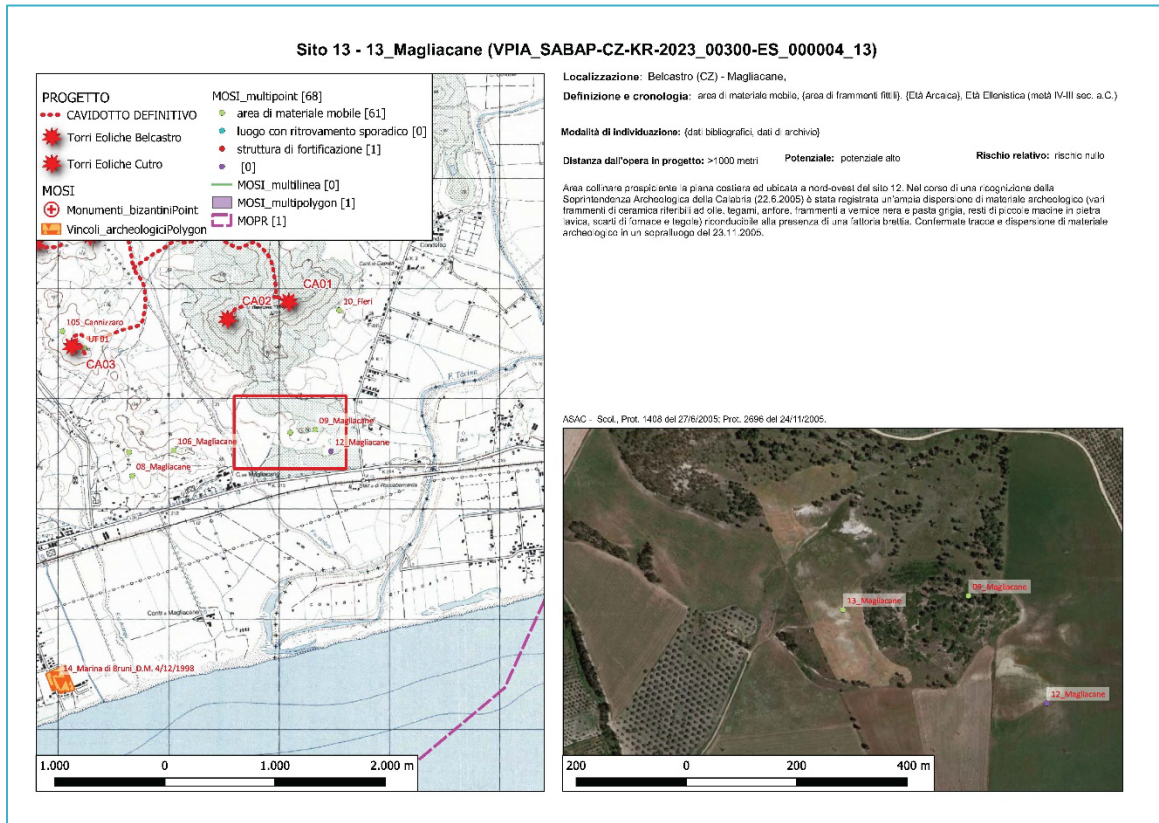 Sito 13 - 13_Magliacane (VPIA_SABAP-CZ-KR-2023_00300-ES_000004_13)
PROGETTO
CAVIDOTTO DEFINITIVO
Torri Eoliche Belcastro
Torri Eoliche Cutro
MOSI
Monumenti_bizantiniPoint
Vincoli_archeologiciPolygon
MOSI_multipoint [68]
area di materiale mobile [61]
luogo con ritrovamento sporadico [0]
struttura di fortificazione [1]
[0]
MOSI_multilinea [0]
MOSI_multipolygon [1]
MOPR [1]
CA01
CA02
10_Fieri
105_Cannizzaro
UT 01
CA03
F. Tàcina
09_Magliacane
106_Magliacane
12_Magliacane
08_Magliacane
14_Marina di Bruni_D.M. 4/12/1998
1.000 0 1.000 2.000 m
Localizzazione: Belcastro (CZ) - Magliacane,
Definizione e cronologia: area di materiale mobile, {area di frammenti fittili}. {Età Arcaica}, Età Ellenistica (metà IV-III sec. a.C.)
Modalità di individuazione: {dati bibliografici, dati di archivio}
Distanza dall'opera in progetto: >1000 metri Potenziale: potenziale alto Rischio relativo: rischio nullo
Area collinare prospiciente la piana costiera ed ubicata a nord-ovest del sito 12. Nel corso di una ricognizione della
Soprintendenza Archeologica della Calabria (22.6.2005) è stata registrata un'ampia dispersione di materiale archeologico (vari
frammenti di ceramica riferibili ad olle, tegami, anfore, frammenti a vernice nera e pasta grigia, resti di piccole macine in pietra
lavica, scarti di fornace e tegole) riconducibile alla presenza di una fattoria brettia. Confermate tracce e dispersione di materiale
archeologico in un sopralluogo del 23.11.2005.
ASAC - Scol., Prot. 1408 del 27/6/2005; Prot. 2696 del 24/11/2005.
13_Magliacane
09_Magliacane
12_Magliacane
200 0 200 400 m